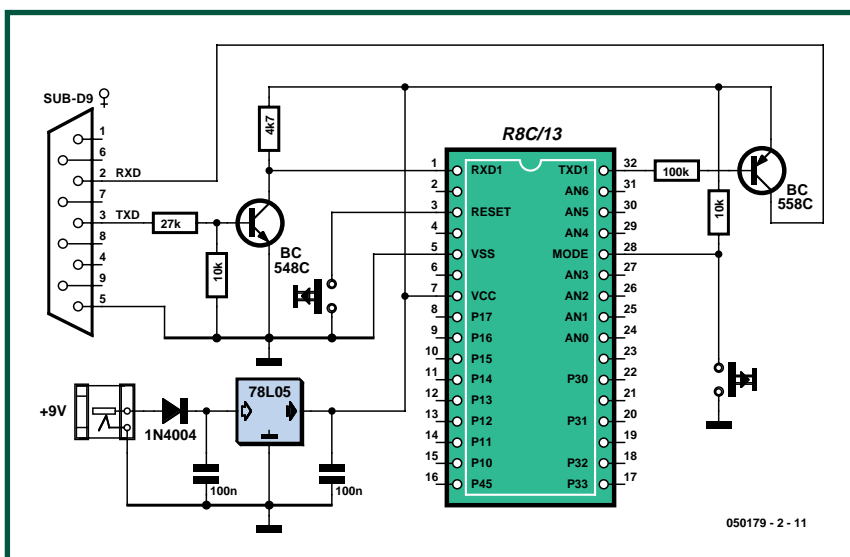 SUB-D9
1
6
2 RXD
7
3 TXD
8
4
9
5
27k
10k
4k7
BC
548C
R8C/13
1 RXD1
2
3 RESET
4
5 VSS
6
7 VCC
8 P17
9 P16
10 P15
11 P14
12 P13
13 P12
14 P11
15 P10
16 P45
TXD1 32
AN6 31
AN5 30
AN4 29
MODE 28
AN3 27
AN2 26
AN1 25
AN0 24
23
P30 22
21
P31 20
19
P32 18
P33 17
100k
10k
BC
558C
+9V
1N4004
78L05
100n
100n
050179 - 2 - 11